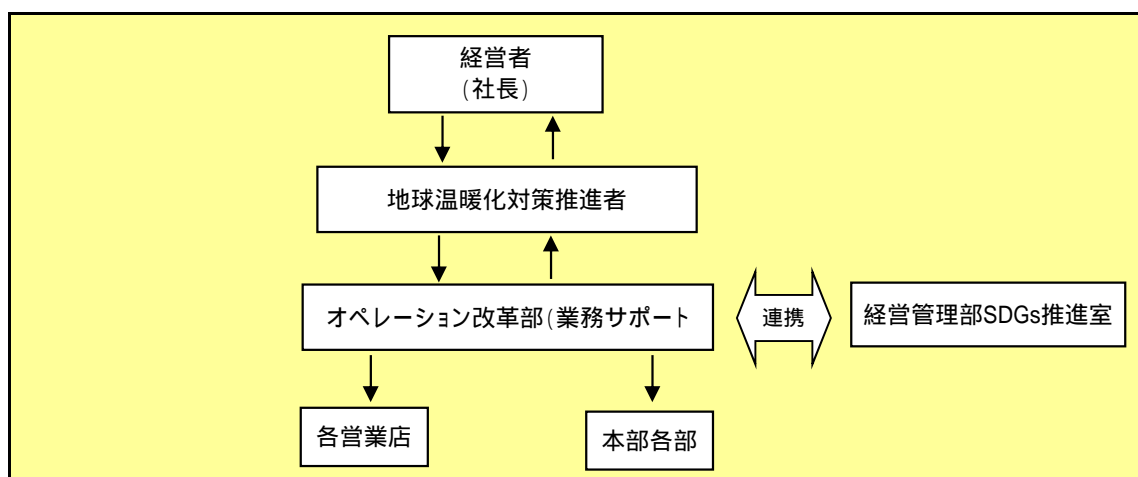 経営者
(社長)
地球温暖化対策推進者
オペレーション改革部(業務サポート
連携
経営管理部SDGs推進室
各営業店
本部各部